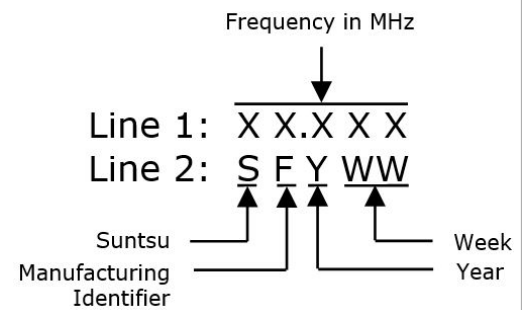 Frequency in MHz
Line 1: X X.X X X
Line 2: S F Y WW
Suntsu
Week
Manufacturing
Identifier
Year